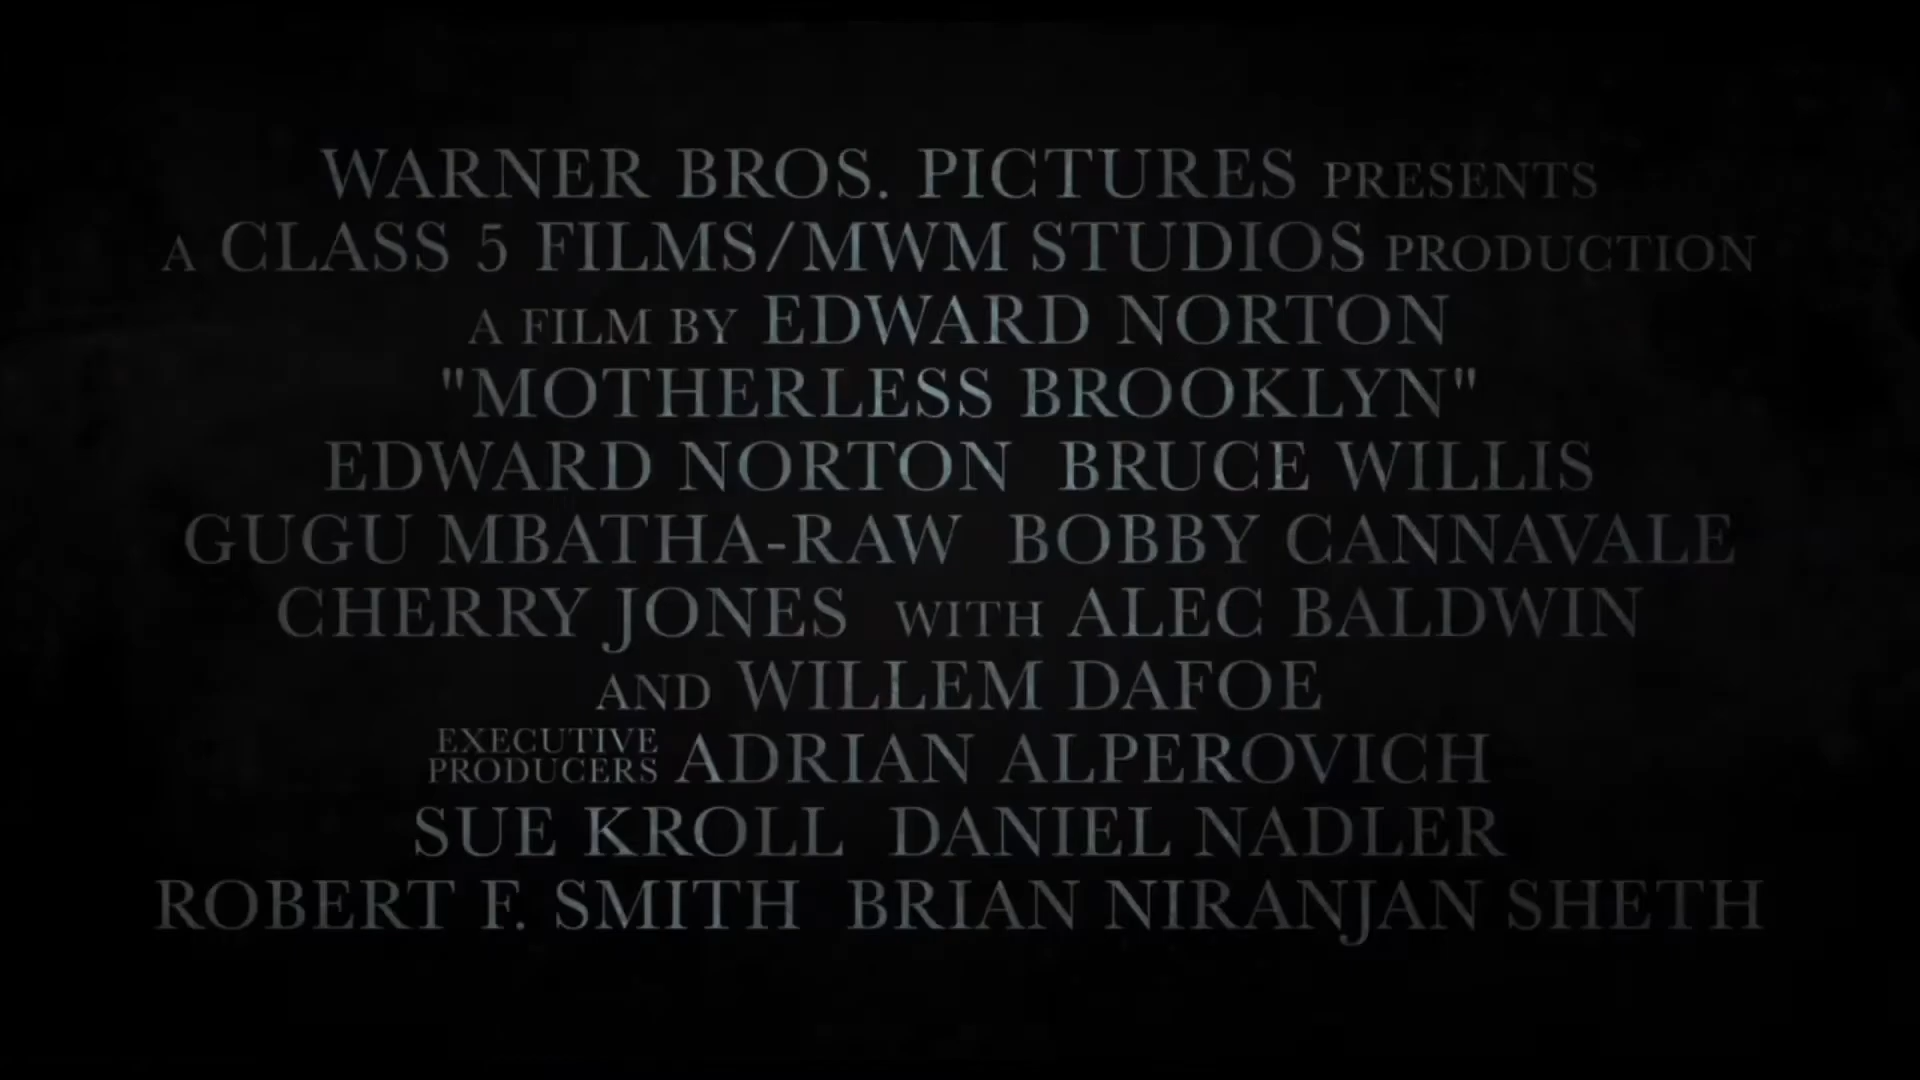 WARNER BROS. PICTURES PRESENTS
A CLASS 5 FILMS/MWM STUDIOS PRODUCTION
A FILM BY EDWARD NORTON
"MOTHERLESS BROOKLYN"
EDWARD NORTON BRUCE WILLIS
GUGU MBATHA-RAW BOBBY CANNAVALE
CHERRY JONES WITH ALEC BALDWIN
AND WILLEM DAFOE
EXECUTIVE PRODUCERS ADRIAN ALPEROVICH
SUE KROLL DANIEL NADLER
ROBERT F. SMITH BRIAN NIRANJAN SHETH